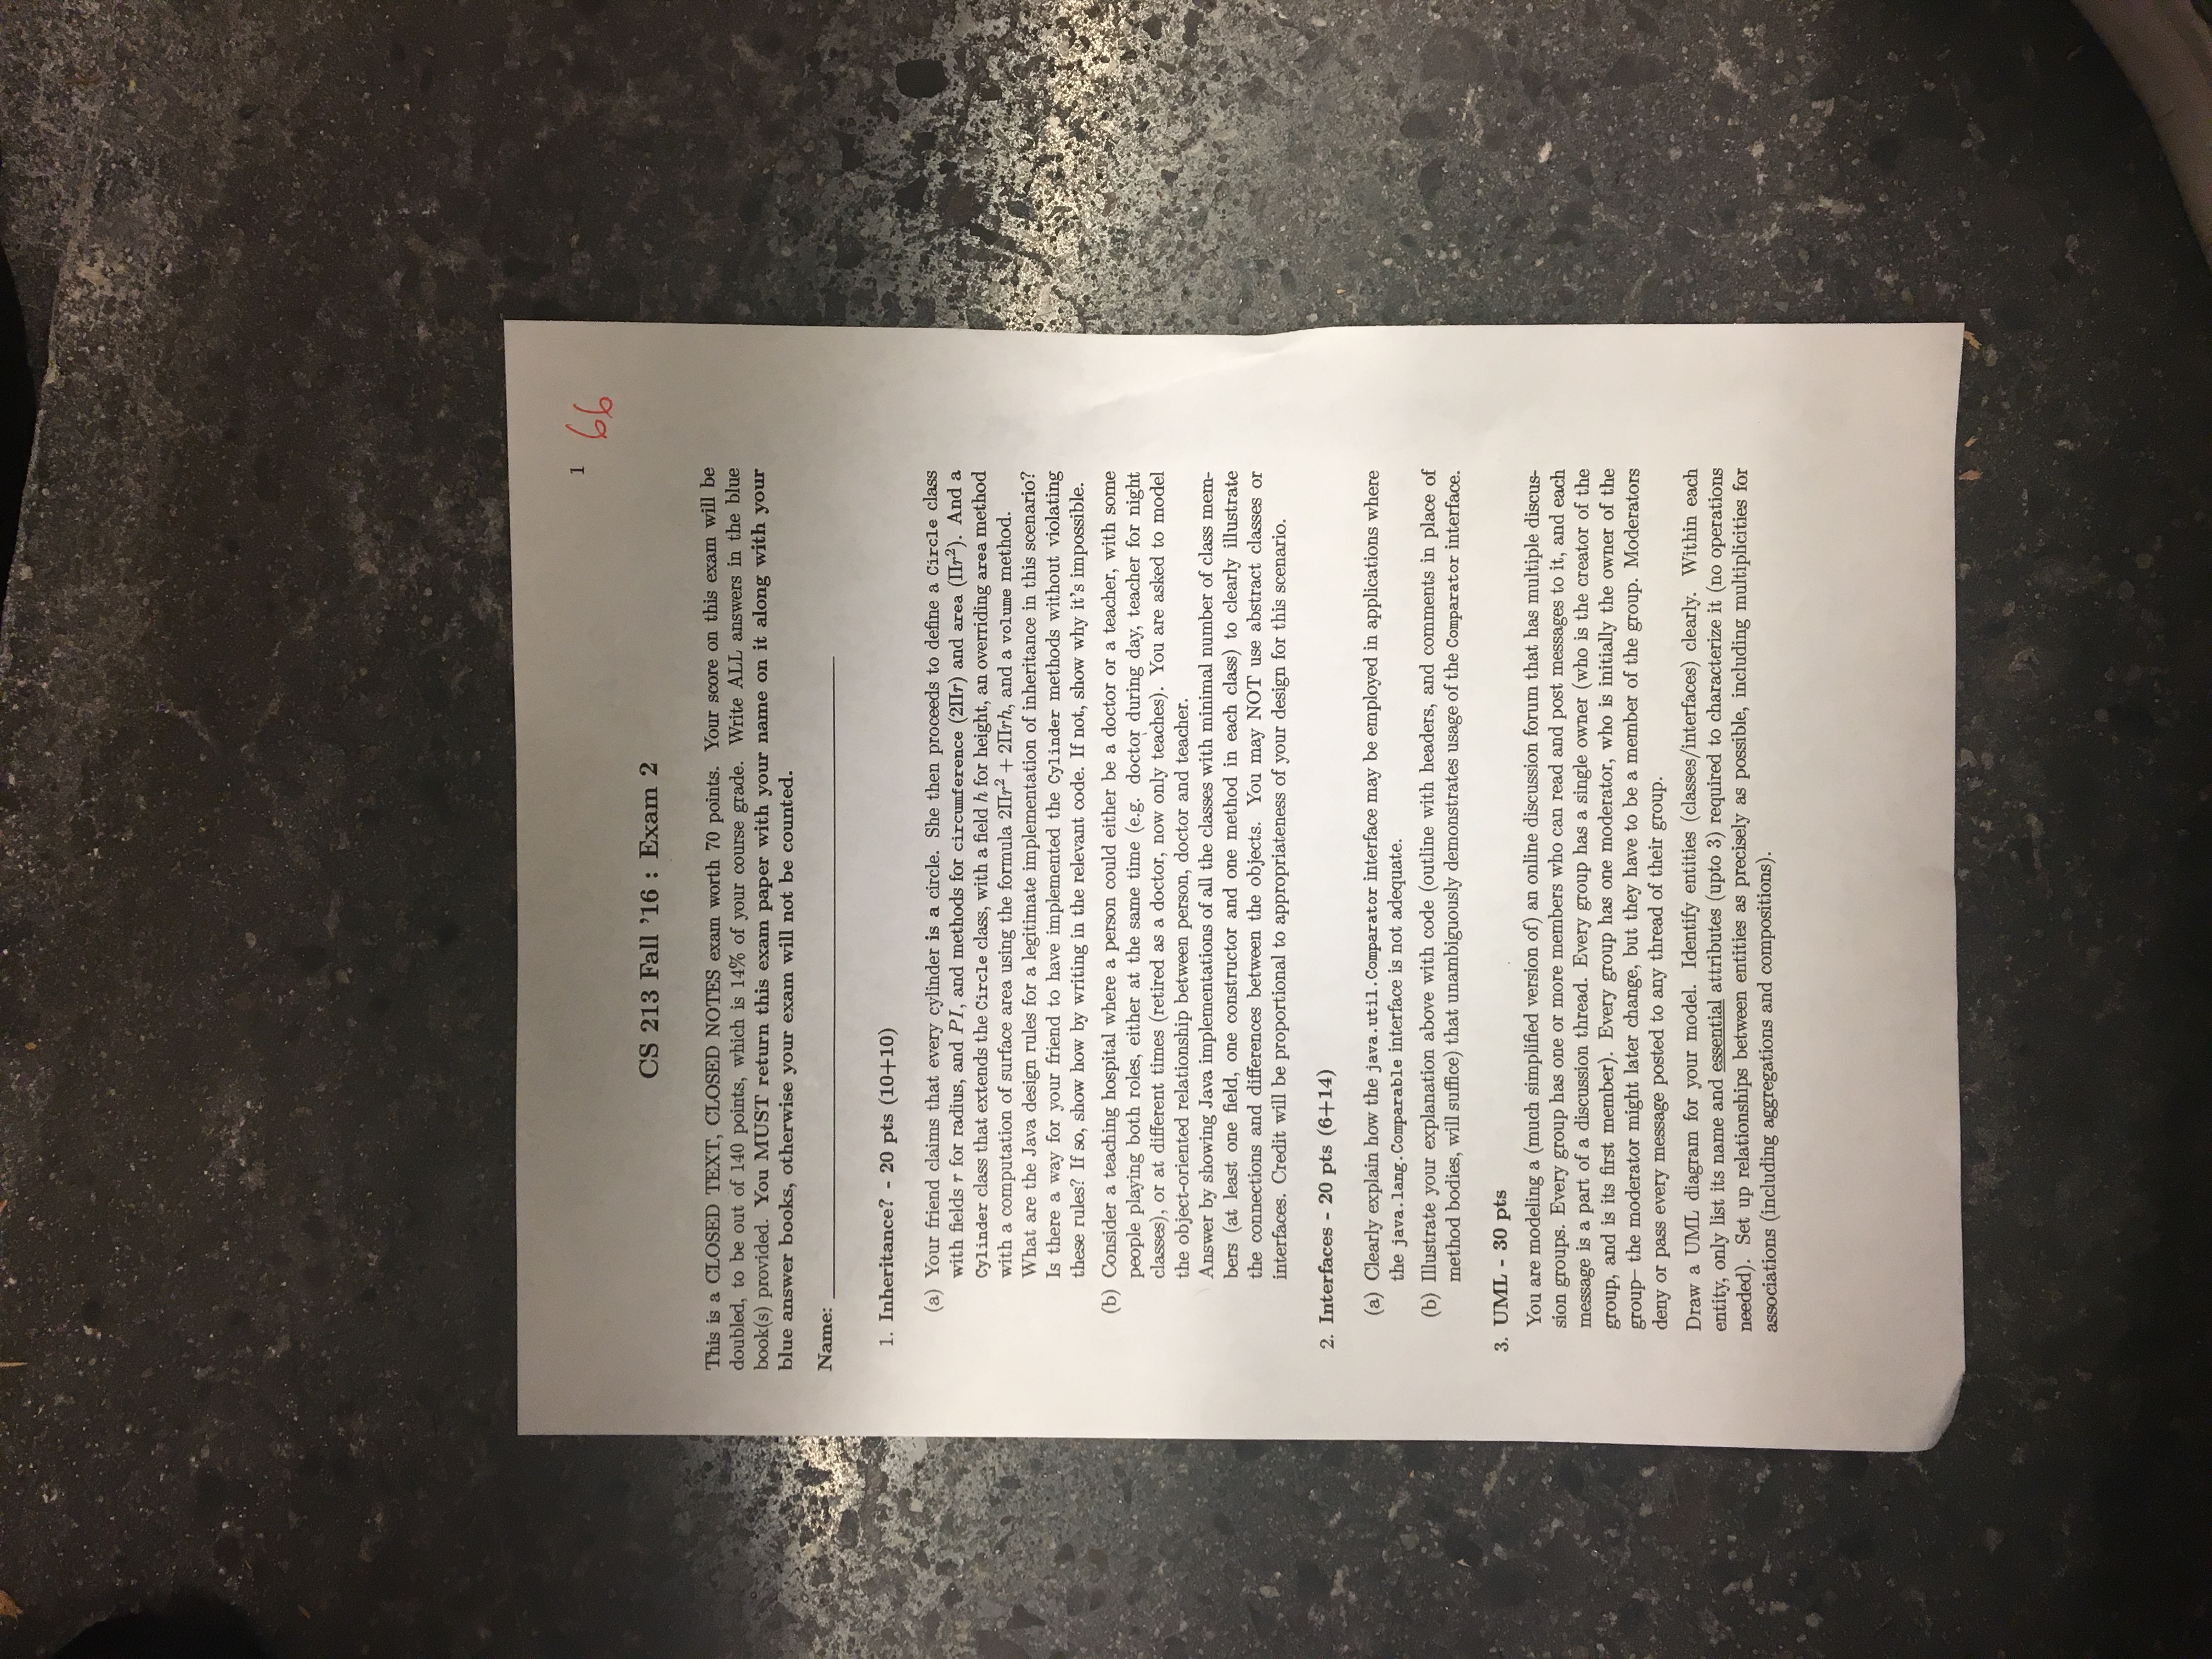 1 66
CS 213 Fall '16 : Exam 2
This is a CLOSED TEXT, CLOSED NOTES exam worth 70 points. Your score on this exam will be
doubled, to be out of 140 points, which is 14% of your course grade. Write ALL answers in the blue
book(s) provided. You MUST return this exam paper with your name on it along with your
blue answer books, otherwise your exam will not be counted.
Name:
1. Inheritance? - 20 pts (10+10)
(a) Your friend claims that every cylinder is a circle. She then proceeds to define a Circle class
with fields r for radius, and PI, and methods for circumference (2Πr) and area (Πr²). And a
Cylinder class that extends the Circle class, with a field h for height, an overriding area method
with a computation of surface area using the formula 2Πr² + 2Πrh, and a volume method.
What are the Java design rules for a legitimate implementation of inheritance in this scenario?
Is there a way for your friend to have implemented the Cylinder methods without violating
these rules? If so, show how by writing in the relevant code. If not, show why it's impossible.
(b) Consider a teaching hospital where a person could either be a doctor or a teacher, with some
people playing both roles, either at the same time (e.g. doctor during day, teacher for night
classes), or at different times (retired as a doctor, now only teaches). You are asked to model
the object-oriented relationship between person, doctor and teacher.
Answer by showing Java implementations of all the classes with minimal number of class mem-
bers (at least one field, one constructor and one method in each class) to clearly illustrate
the connections and differences between the objects. You may NOT use abstract classes or
interfaces. Credit will be proportional to appropriateness of your design for this scenario.
2. Interfaces - 20 pts (6+14)
(a) Clearly explain how the java.util.Comparator interface may be employed in applications where
the java.lang.Comparable interface is not adequate.
(b) Illustrate your explanation above with code (outline with headers, and comments in place of
method bodies, will suffice) that unambiguously demonstrates usage of the Comparator interface.
3. UML - 30 pts
You are modeling a (much simplified version of) an online discussion forum that has multiple discus-
sion groups. Every group has one or more members who can read and post messages to it, and each
message is a part of a discussion thread. Every group has a single owner (who is the creator of the
group, and is its first member). Every group has one moderator, who is initially the owner of the
group– the moderator might later change, but they have to be a member of the group. Moderators
deny or pass every message posted to any thread of their group.
Draw a UML diagram for your model. Identify entities (classes/interfaces) clearly. Within each
entity, only list its name and essential attributes (upto 3) required to characterize it (no operations
needed). Set up relationships between entities as precisely as possible, including multiplicities for
associations (including aggregations and compositions).